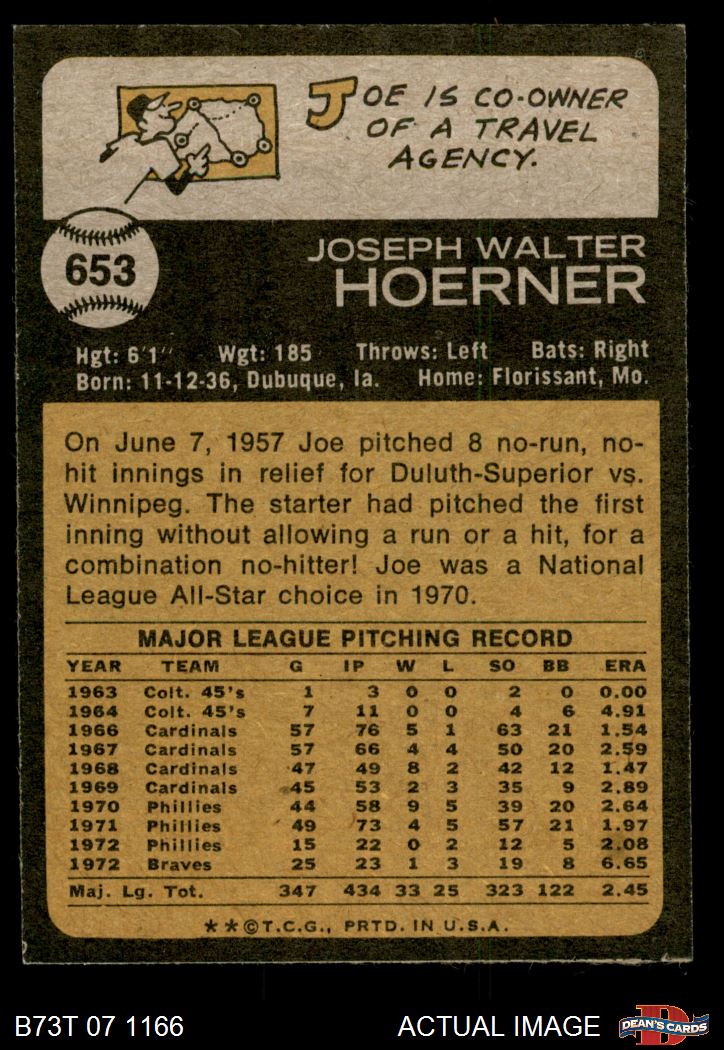 JOE IS CO-OWNER
OF A TRAVEL
AGENCY.
653
JOSEPH WALTER
HOERNER
Hgt: 6'1" Wgt: 185 Throws: Left Bats: Right
Born: 11-12-36, Dubuque, Ia. Home: Florissant, Mo.
On June 7, 1957 Joe pitched 8 no-run, no-
hit innings in relief for Duluth-Superior vs.
Winnipeg. The starter had pitched the first
inning without allowing a run or a hit, for a
combination no-hitter! Joe was a National
League All-Star choice in 1970.
MAJOR LEAGUE PITCHING RECORD
YEAR TEAM G IP W L SO BB ERA
1963 Colt. 45's 1 3 0 0 2 0 0.00
1964 Colt. 45's 7 11 0 0 4 6 4.91
1966 Cardinals 57 76 5 1 63 21 1.54
1967 Cardinals 57 66 4 4 50 20 2.59
1968 Cardinals 47 49 8 2 42 12 1.47
1969 Cardinals 45 53 2 3 35 9 2.89
1970 Phillies 44 58 9 5 39 20 2.64
1971 Phillies 49 73 4 5 57 21 1.97
1972 Phillies 15 22 0 2 12 5 2.08
1972 Braves 25 23 1 3 19 8 6.65
Maj. Lg. Tot. 347 434 33 25 323 122 2.45
**©T.C.G., PRTD. IN U.S.A.
B73T 07 1166 ACTUAL IMAGE D DEAN'S CARDS